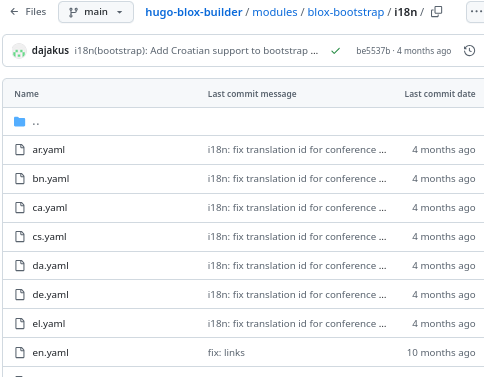 Files main hugo-blox-builder / modules / blox-bootstrap / i18n / ...
dajakus i18n(bootstrap): Add Croatian support to bootstrap ... be5537b · 4 months ago
Name Last commit message Last commit date
..
ar.yaml i18n: fix translation id for conference ... 4 months ago
bn.yaml i18n: fix translation id for conference ... 4 months ago
ca.yaml i18n: fix translation id for conference ... 4 months ago
cs.yaml i18n: fix translation id for conference ... 4 months ago
da.yaml i18n: fix translation id for conference ... 4 months ago
de.yaml i18n: fix translation id for conference ... 4 months ago
el.yaml i18n: fix translation id for conference ... 4 months ago
en.yaml fix: links 10 months ago